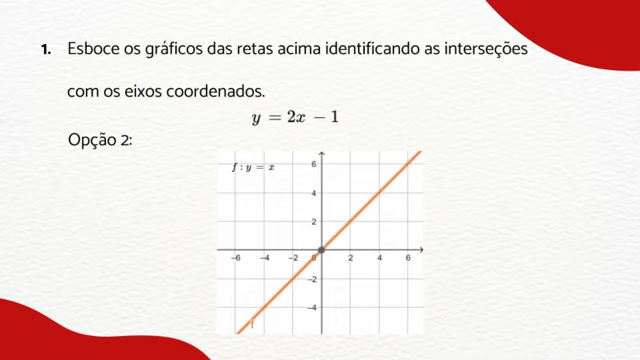 1. Esboce os gráficos das retas acima identificando as interseções
com os eixos coordenados.
y = 2x − 1
Opção 2:
f : y = x
6
4
2
−6 −4 −2 0 2 4 6
−2
−4
f